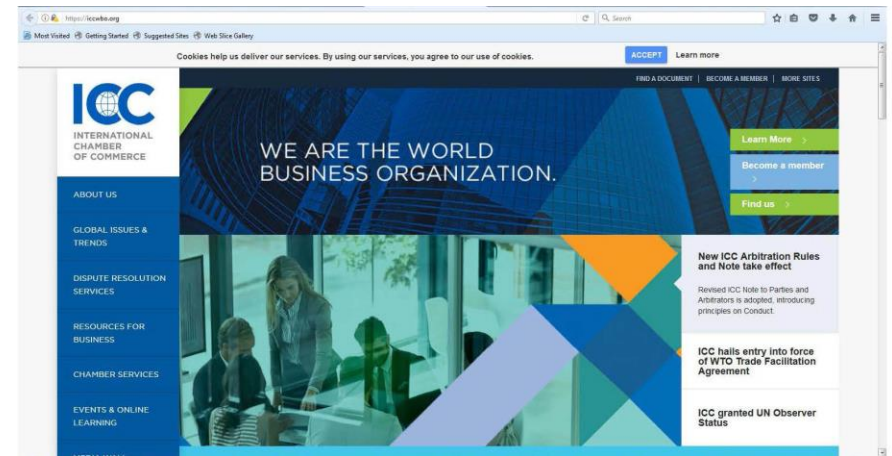 https://iccwbo.org
Search
Most Visited Getting Started Suggested Sites Web Slice Gallery
Cookies help us deliver our services. By using our services, you agree to our use of cookies. ACCEPT Learn more
FIND A DOCUMENT | BECOME A MEMBER | MORE SITES
ICC
INTERNATIONAL
CHAMBER
OF COMMERCE
WE ARE THE WORLD
BUSINESS ORGANIZATION.
Learn More >
Become a member
>
Find us >
ABOUT US
GLOBAL ISSUES &
TRENDS
DISPUTE RESOLUTION
SERVICES
RESOURCES FOR
BUSINESS
CHAMBER SERVICES
EVENTS & ONLINE
LEARNING
New ICC Arbitration Rules
and Note take effect
Revised ICC Note to Parties and
Arbitrators is adopted, introducing
principles on Conduct.
ICC hails entry into force
of WTO Trade Facilitation
Agreement
ICC granted UN Observer
Status